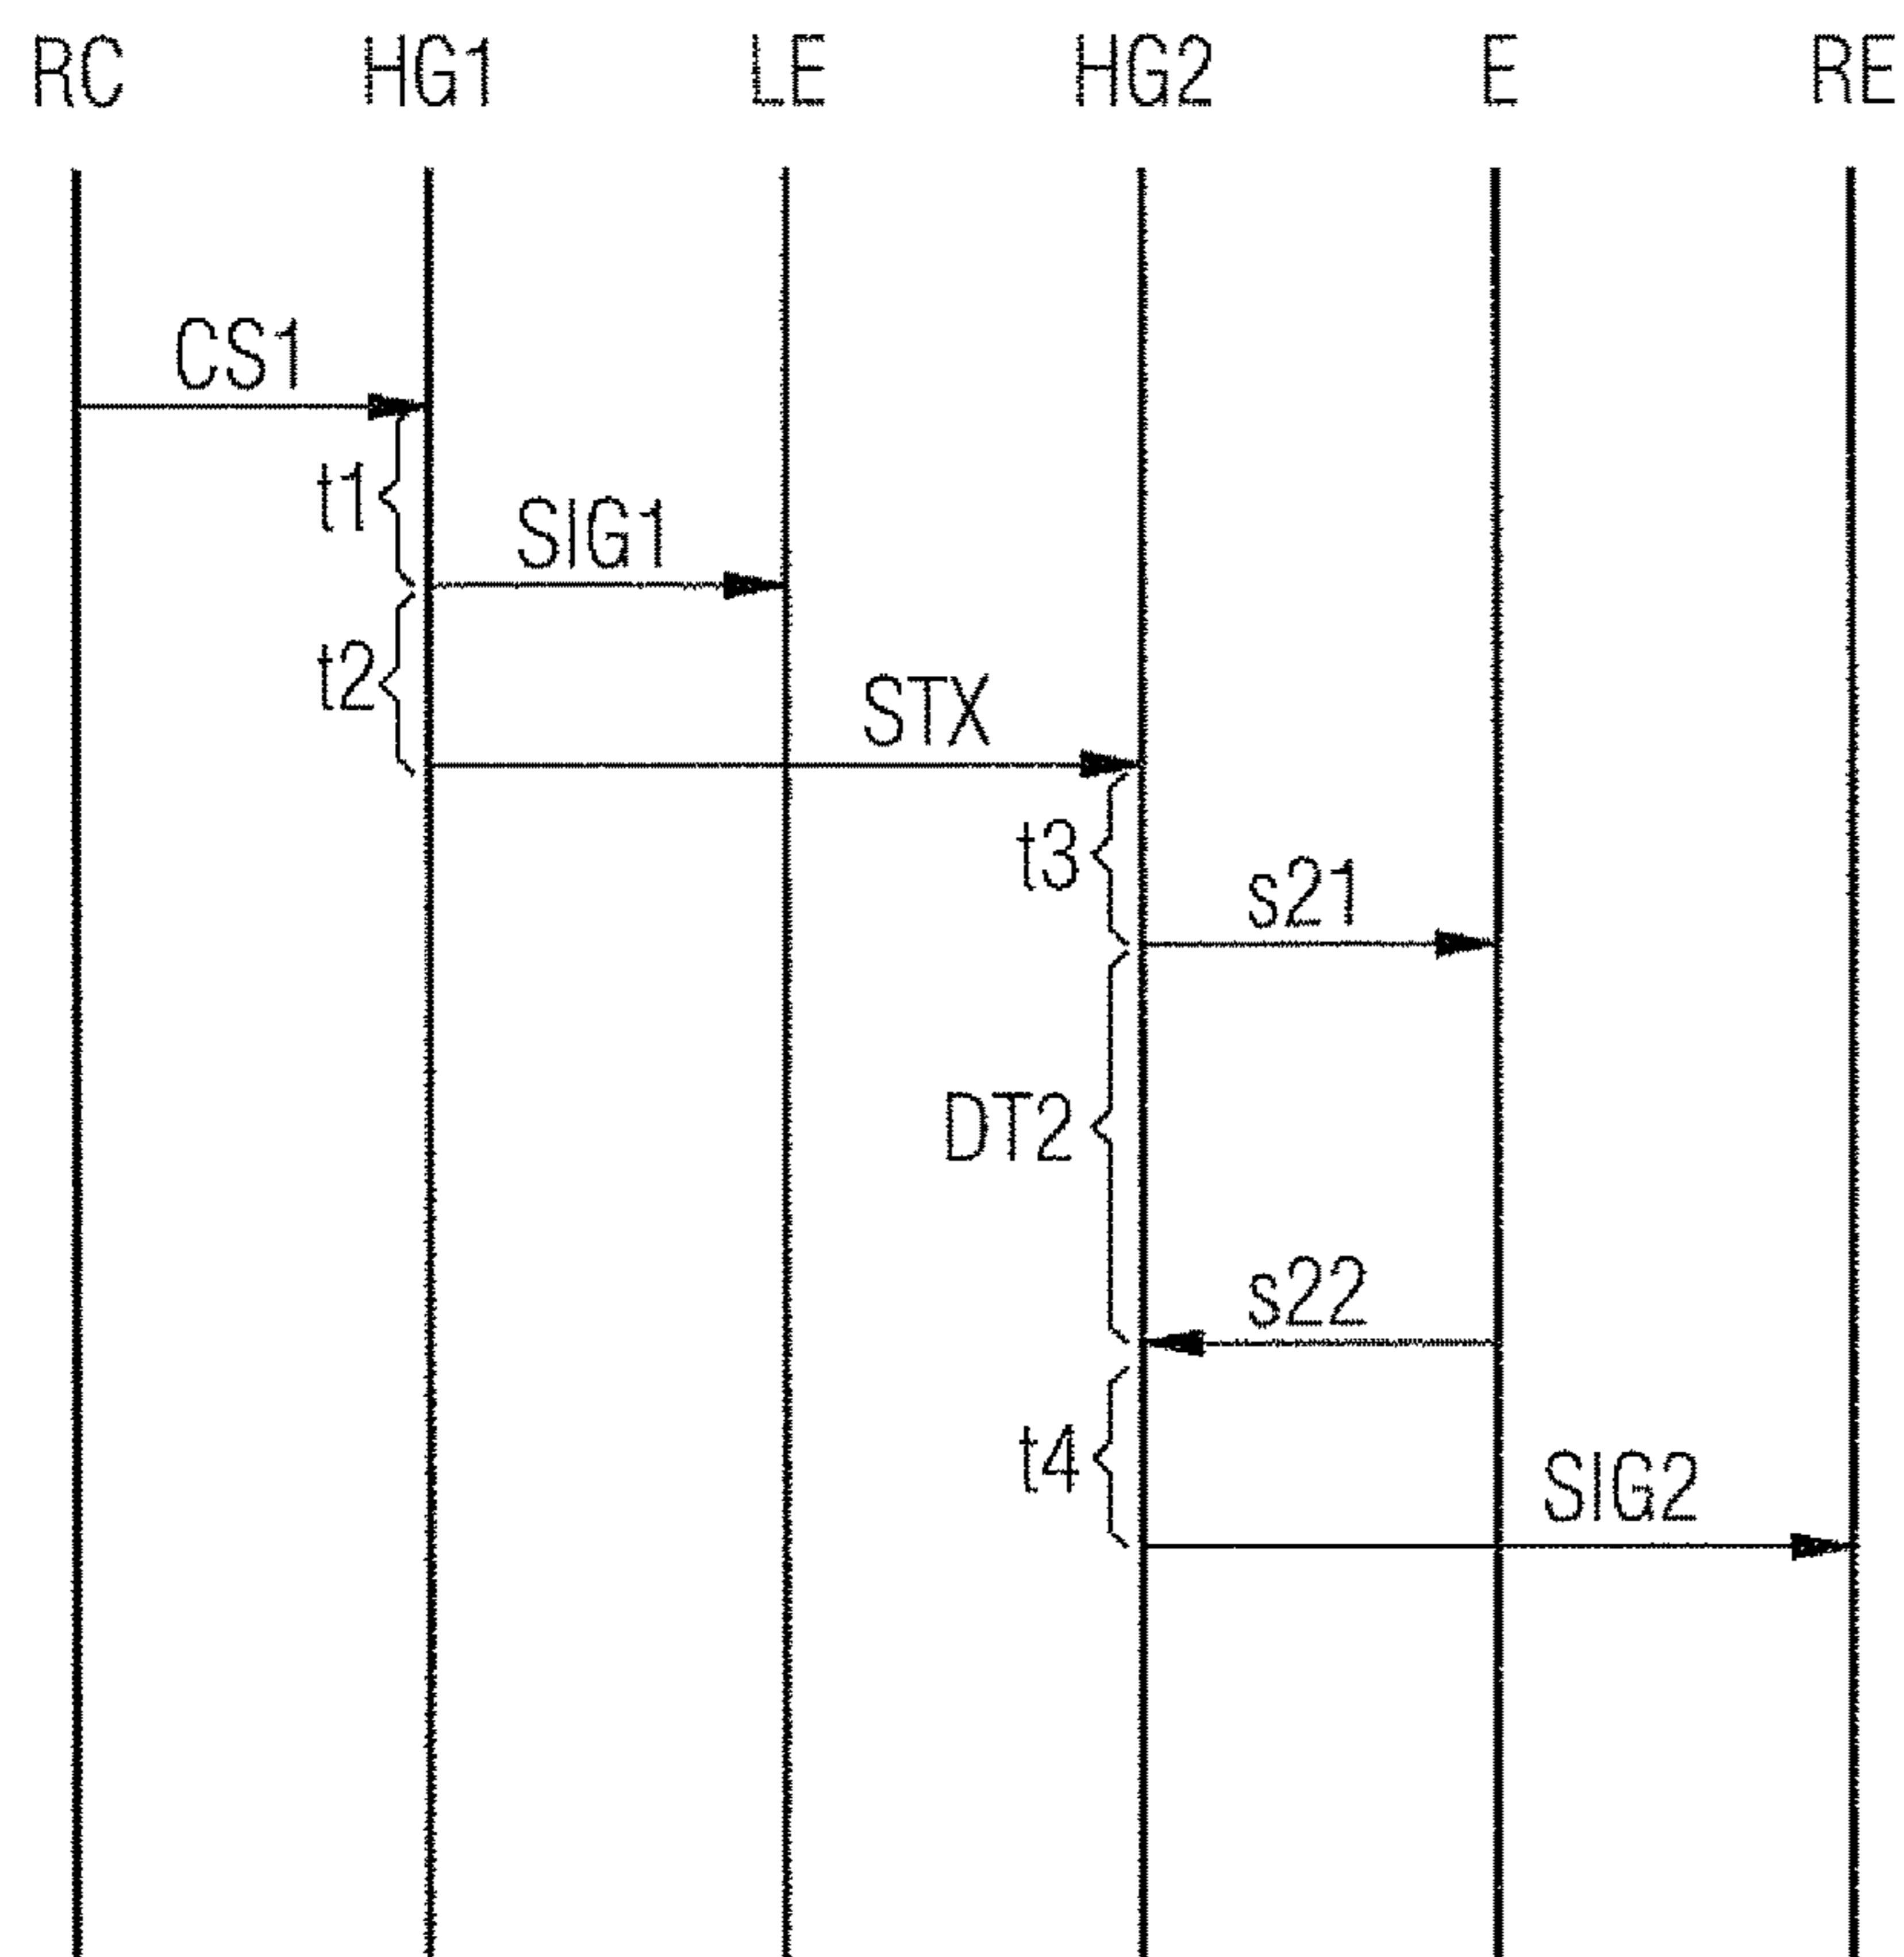 RC HG1 LE HG2 E RE
CS1
t1
SIG1
t2
STX
t3
s21
DT2
s22
t4
SIG2